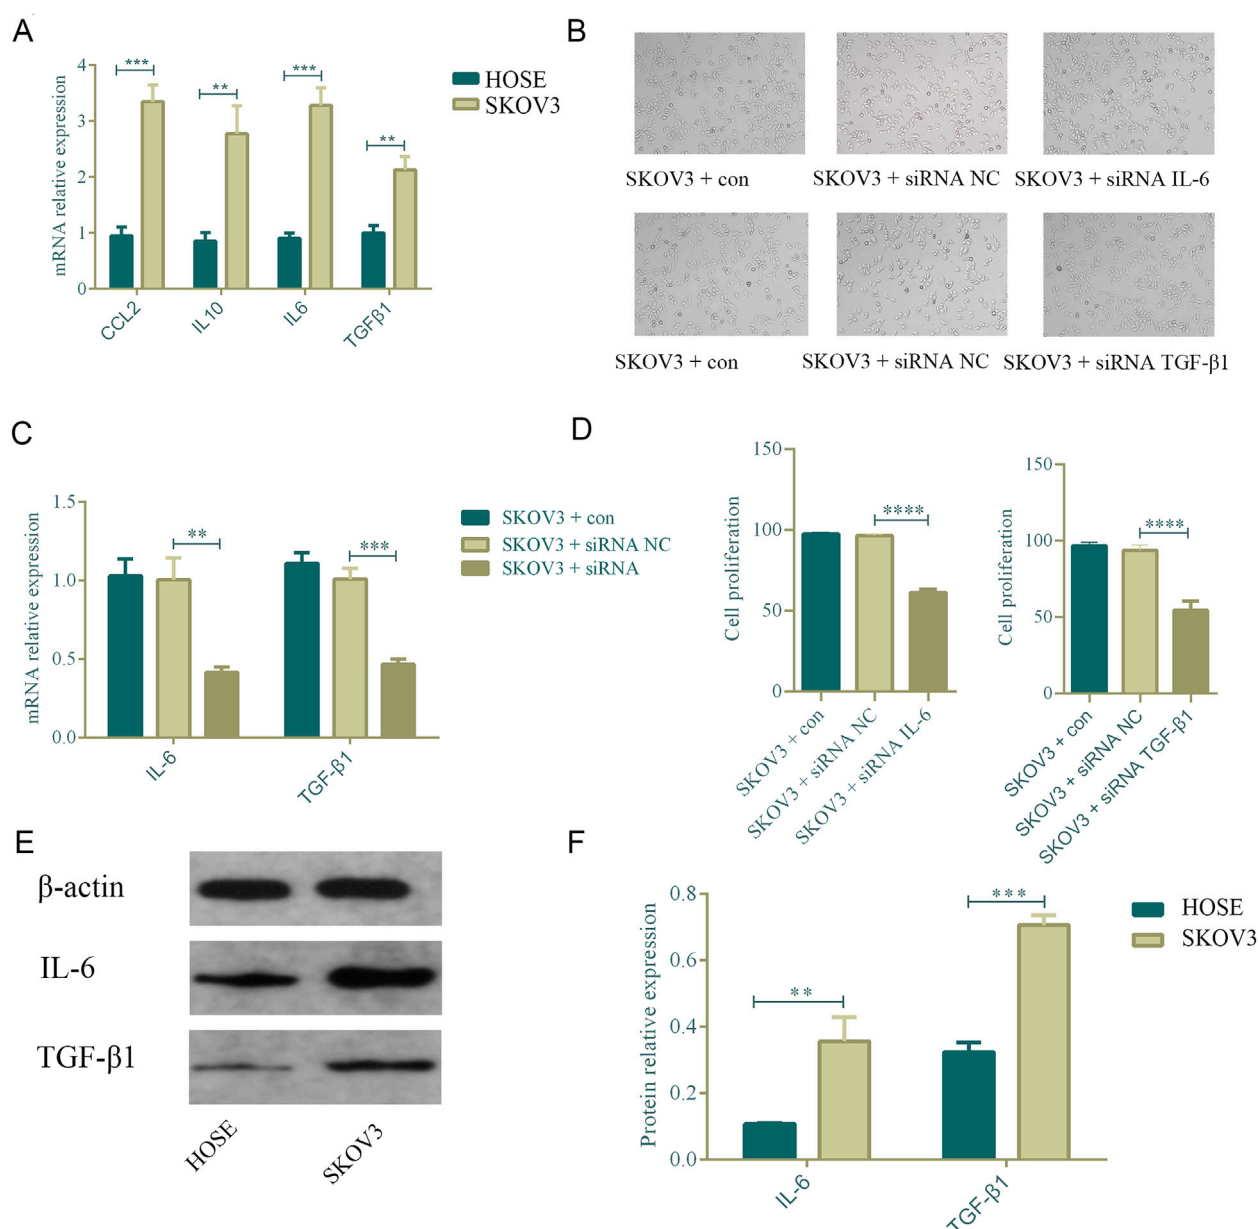 A
mRNA relative expression
4
3
2
1
0
***
**
***
**
CCL2
IL10
IL6
TGFβ1
HOSE
SKOV3
B
SKOV3 + con
SKOV3 + siRNA NC
SKOV3 + siRNA IL-6
SKOV3 + con
SKOV3 + siRNA NC
SKOV3 + siRNA TGF-β1
C
mRNA relative expression
1.5
1.0
0.5
0.0
**
***
IL-6
TGF-β1
SKOV3 + con
SKOV3 + siRNA NC
SKOV3 + siRNA
D
Cell proliferation
150
100
50
0
****
SKOV3 + con
SKOV3 + siRNA NC
SKOV3 + siRNA IL-6
Cell proliferation
150
100
50
0
****
SKOV3 + con
SKOV3 + siRNA NC
SKOV3 + siRNA TGF-β1
E
β-actin
IL-6
TGF-β1
HOSE
SKOV3
F
Protein relative expression
0.8
0.6
0.4
0.2
0.0
**
***
IL-6
TGF-β1
HOSE
SKOV3